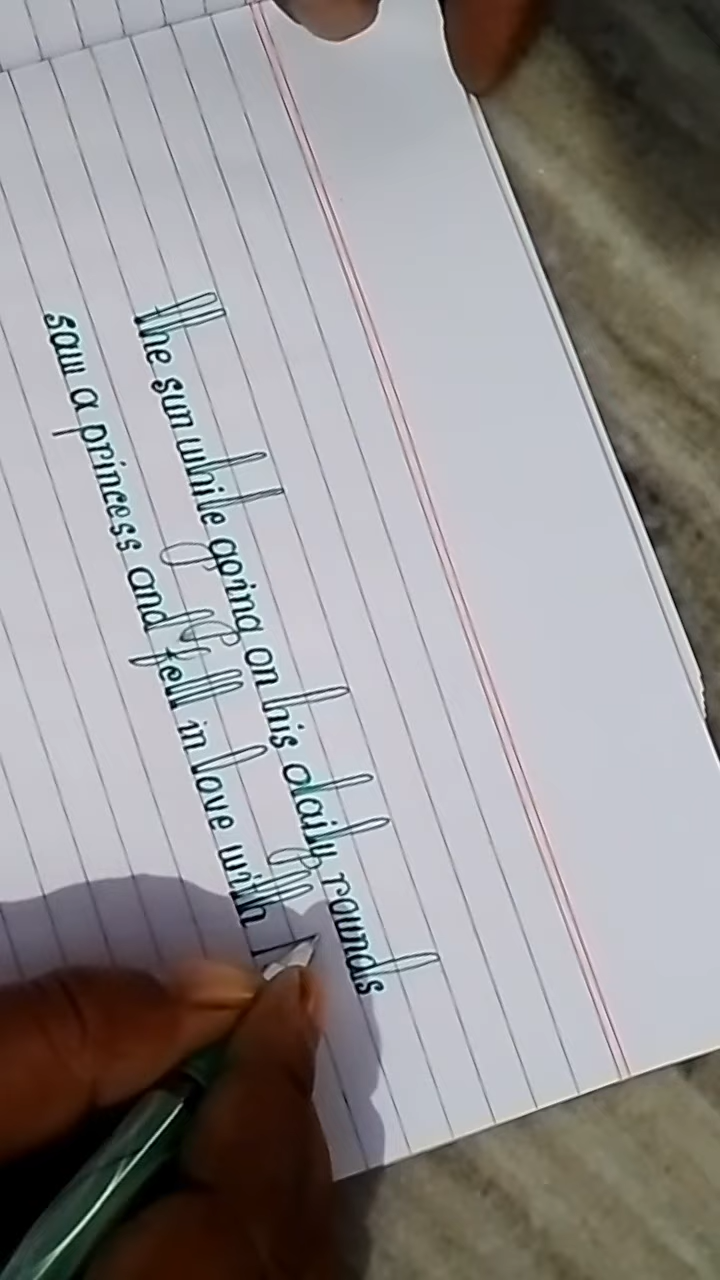 The sun while going on his daily rounds
saw a princess and fell in love with